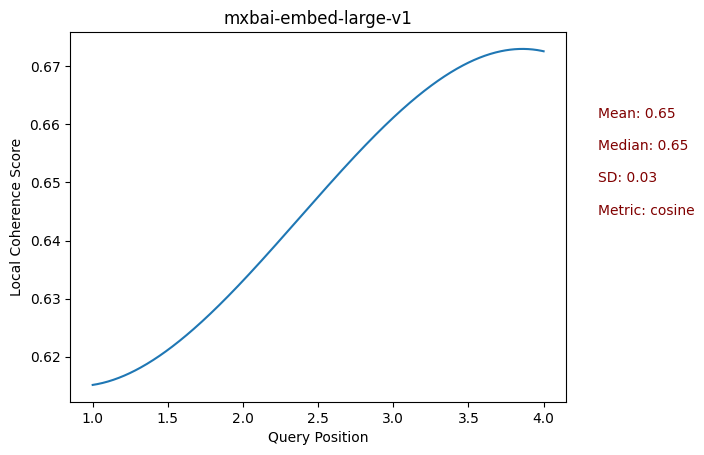 mxbai-embed-large-v1
Local Coherence Score
0.67
0.66
0.65
0.64
0.63
0.62
1.0
1.5
2.0
2.5
3.0
3.5
4.0
Query Position
Mean: 0.65
Median: 0.65
SD: 0.03
Metric: cosine